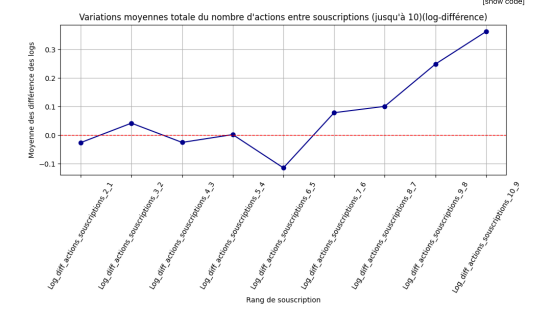 [show code]
Variations moyennes totale du nombre d'actions entre souscriptions (jusqu'à 10)(log-différence)
Moyenne des différence des logs
0.3
0.2
0.1
0.0
−0.1
Log_diff_actions_souscriptions_2_1
Log_diff_actions_souscriptions_3_2
Log_diff_actions_souscriptions_4_3
Log_diff_actions_souscriptions_5_4
Log_diff_actions_souscriptions_6_5
Log_diff_actions_souscriptions_7_6
Log_diff_actions_souscriptions_8_7
Log_diff_actions_souscriptions_9_8
Log_diff_actions_souscriptions_10_9
Rang de souscription